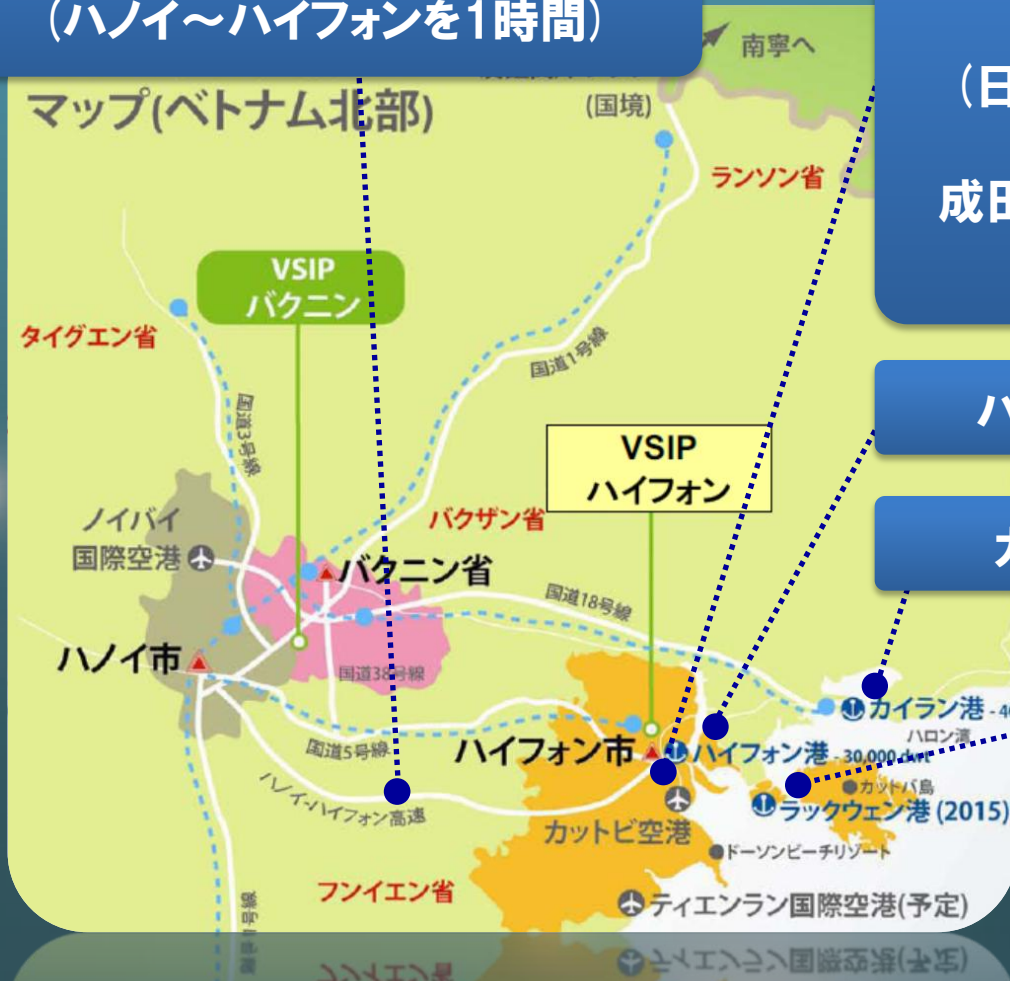 (ハノイ～ハイフォンを1時間)
南寧へ
マップ(ベトナム北部)
(国境)
(日
ランソン省
成田
VSIP
バクニン
タイグエン省
国道1号線
国道3号線
ハ
VSIP
ハイフォン
バクザン省
ノイバイ
国際空港
カ
バクニン省
国道18号線
ハノイ市
国道38号線
カイラン港 - 40
ハロン湾
国道5号線
ハイフォン市
ハイフォン港 - 30,000 dwt
カットバ島
ハノイ-ハイフォン高速
ラックウェン港 (2015)
カットビ空港
ドーソンビーチリゾート
フンイエン省
ティエンラン国際空港(予定)
国道1号線